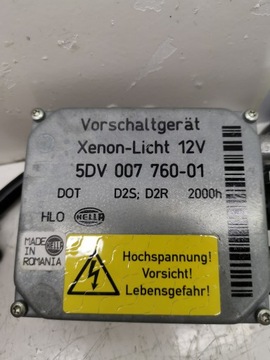 Vorschaltgerät
Xenon-Licht 12V
5DV 007 760-01
DOT D2S; D2R 2000h
HLO HELLA
MADE IN ROMANIA
HELLA
Hochspannung!
Vorsicht!
Lebensgefahr!